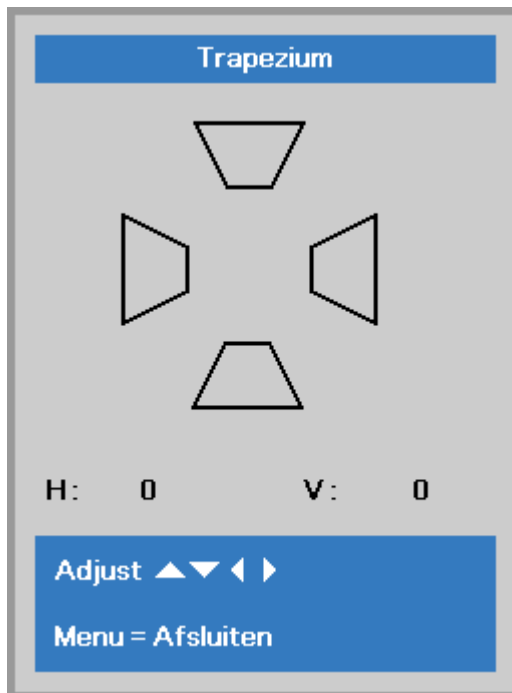 Trapezium
H: 0 V: 0
Adjust ▲▼◀▶
Menu = Afsluiten